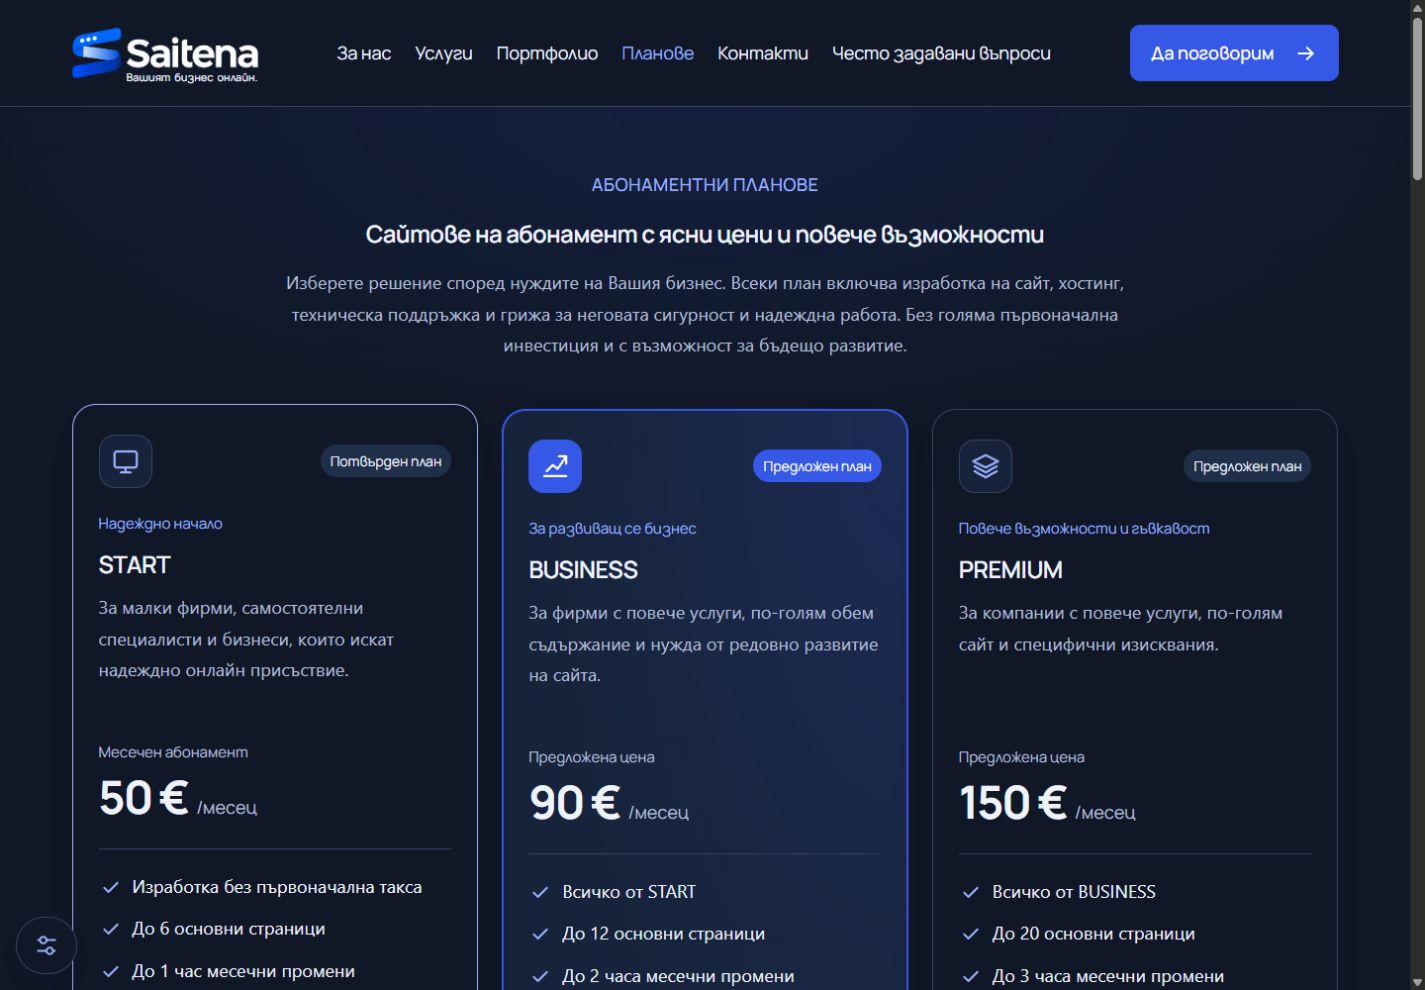 Saitena
Вашият бизнес онлайн.
За нас
Услуги
Портфолио
Планове
Контакти
Често задавани въпроси
Да поговорим
АБОНАМЕНТНИ ПЛАНОВЕ
Сайтове на абонамент с ясни цени и повече възможности
Изберете решение според нуждите на Вашия бизнес. Всеки план включва изработка на сайт, хостинг,
техническа поддръжка и грижа за неговата сигурност и надеждна работа. Без голяма първоначална
инвестиция и с възможност за бъдещо развитие.
Потвърден план
Надеждно начало
START
За малки фирми, самостоятелни
специалисти и бизнеси, които искат
надеждно онлайн присъствие.
Месечен абонамент
50 € /месец
Изработка без първоначална такса
До 6 основни страници
До 1 час месечни промени
Предложен план
За развиващ се бизнес
BUSINESS
За фирми с повече услуги, по-голям обем
съдържание и нужда от редовно развитие
на сайта.
Предложена цена
90 € /месец
Всичко от START
До 12 основни страници
До 2 часа месечни промени
Предложен план
Повече възможности и гъвкавост
PREMIUM
За компании с повече услуги, по-голям
сайт и специфични изисквания.
Предложена цена
150 € /месец
Всичко от BUSINESS
До 20 основни страници
До 3 часа месечни промени